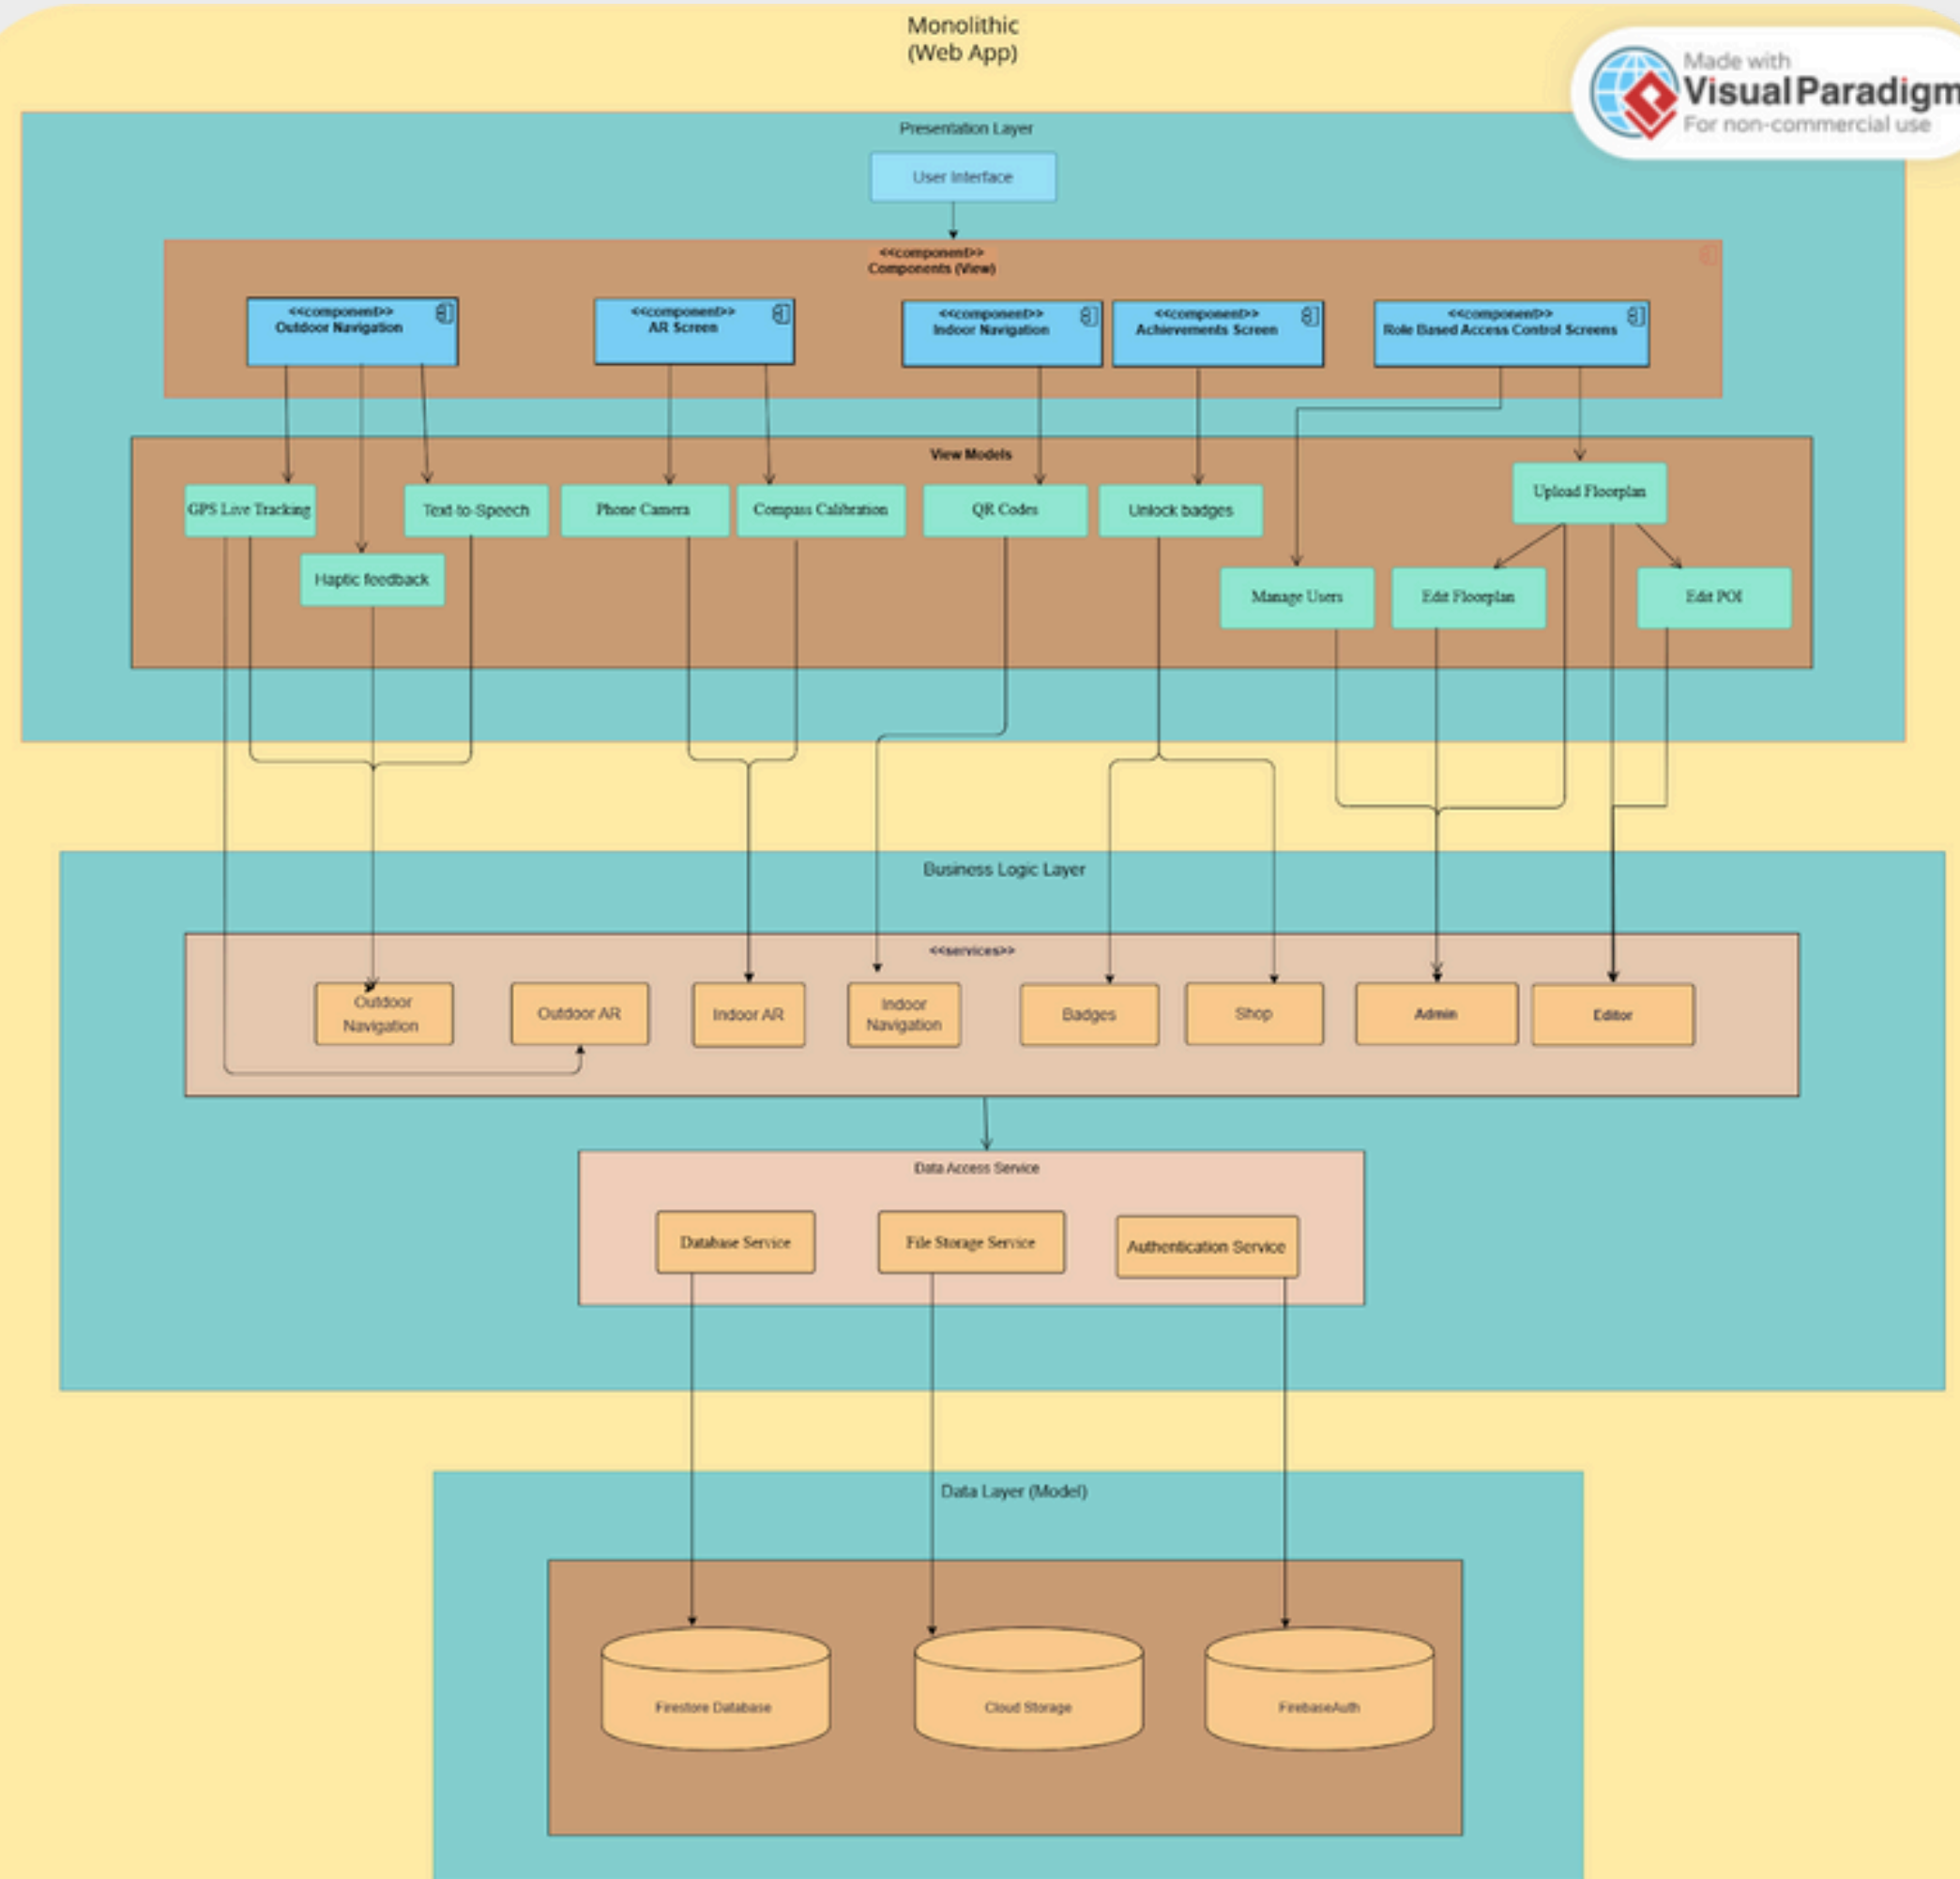 Monolithic
(Web App)
Made with
Visual Paradigm
For non-commercial use
Presentation Layer
User Interface
<<component>>
Components (View)
<<component>>
Outdoor Navigation
<<component>>
AR Screen
<<component>>
Indoor Navigation
<<component>>
Achievements Screen
<<component>>
Role Based Access Control Screens
View Models
GPS Live Tracking
Text-to-Speech
Phone Camera
Compass Calibration
QR Codes
Unlock badges
Upload Floorplan
Haptic feedback
Manage Users
Edit Floorplan
Edit POI
Business Logic Layer
<<services>>
Outdoor
Navigation
Outdoor AR
Indoor AR
Indoor
Navigation
Badges
Shop
Admin
Editor
Data Access Service
Database Service
File Storage Service
Authentication Service
Data Layer (Model)
Firestore Database
Cloud Storage
FirebaseAuth